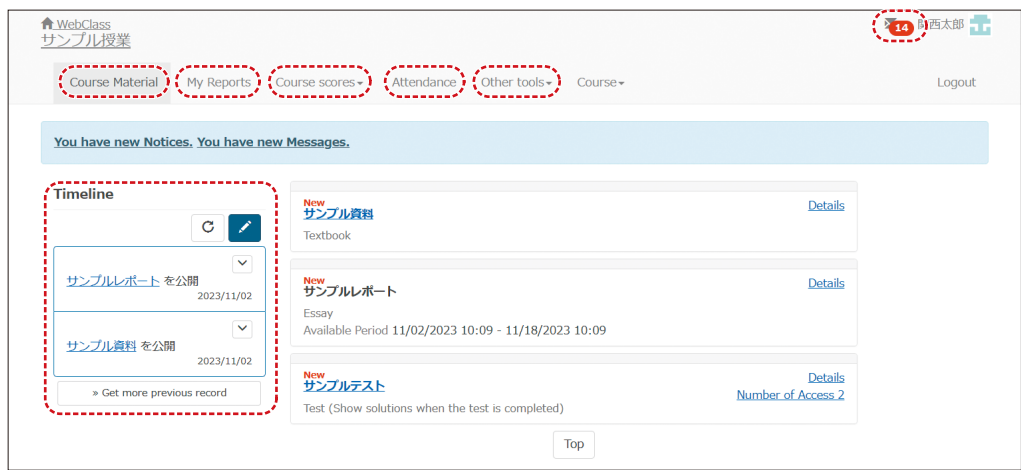 WebClass
サンプル授業
14
関西太郎
Course Material
My Reports
Course scores
Attendance
Other tools
Course
Logout
You have new Notices. You have new Messages.
Timeline
サンプルレポート を公開
2023/11/02
サンプル資料 を公開
2023/11/02
» Get more previous record
New
サンプル資料
Details
Textbook
New
サンプルレポート
Details
Essay
Available Period 11/02/2023 10:09 - 11/18/2023 10:09
New
サンプルテスト
Details
Number of Access 2
Test (Show solutions when the test is completed)
Top